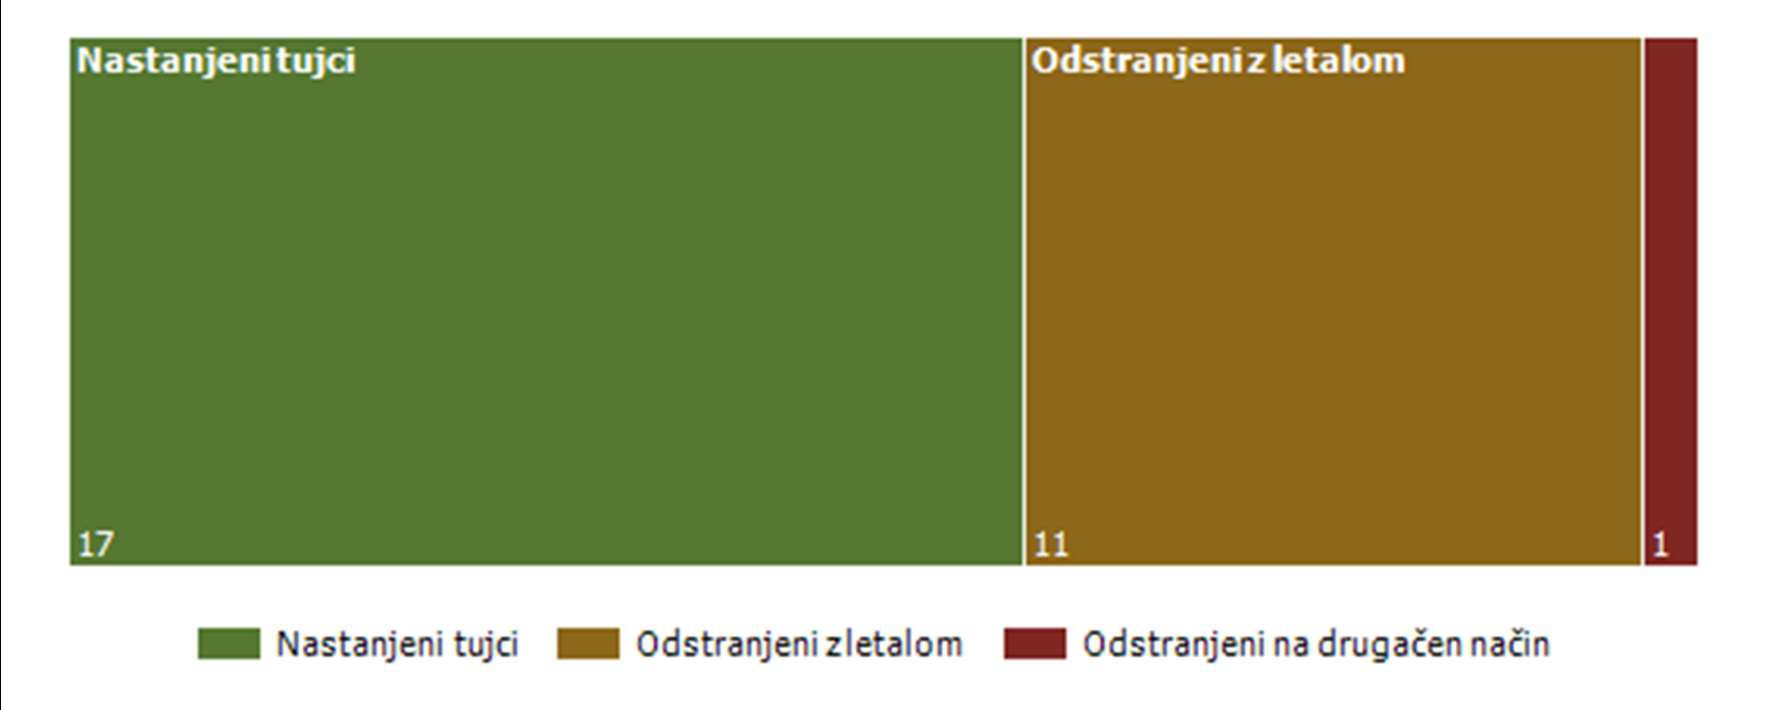 Nastanjeni tujci
Odstranjeni z letalom
17
11
1
Nastanjeni tujci
Odstranjeni z letalom
Odstranjeni na drugačen način